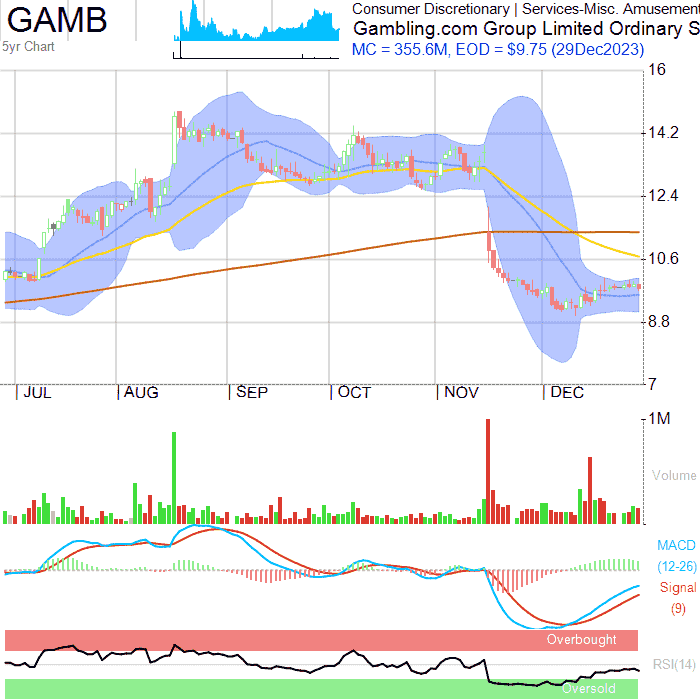 GAMB
5yr Chart
Consumer Discretionary | Services-Misc. Amusement
Gambling.com Group Limited Ordinary S
MC = 355.6M, EOD = $9.75 (29Dec2023)
16
14.2
12.4
10.6
8.8
7
JUL AUG SEP OCT NOV DEC
1M
Volume
MACD
(12-26)
Signal
(9)
Overbought
RSI(14)
Oversold